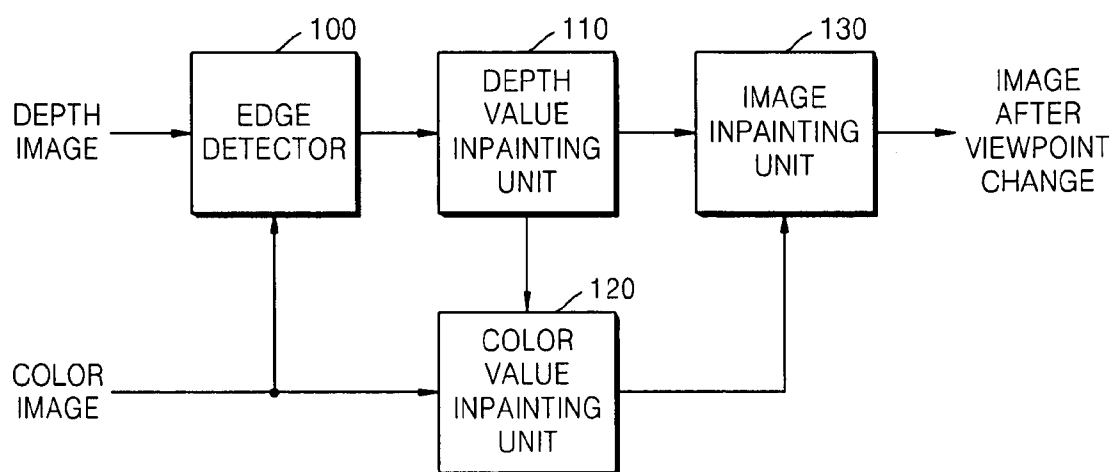 100
110
130
DEPTH
IMAGE
EDGE
DETECTOR
DEPTH
VALUE
INPAINTING
UNIT
IMAGE
INPAINTING
UNIT
IMAGE
AFTER
VIEWPOINT
CHANGE
120
COLOR
IMAGE
COLOR
VALUE
INPAINTING
UNIT